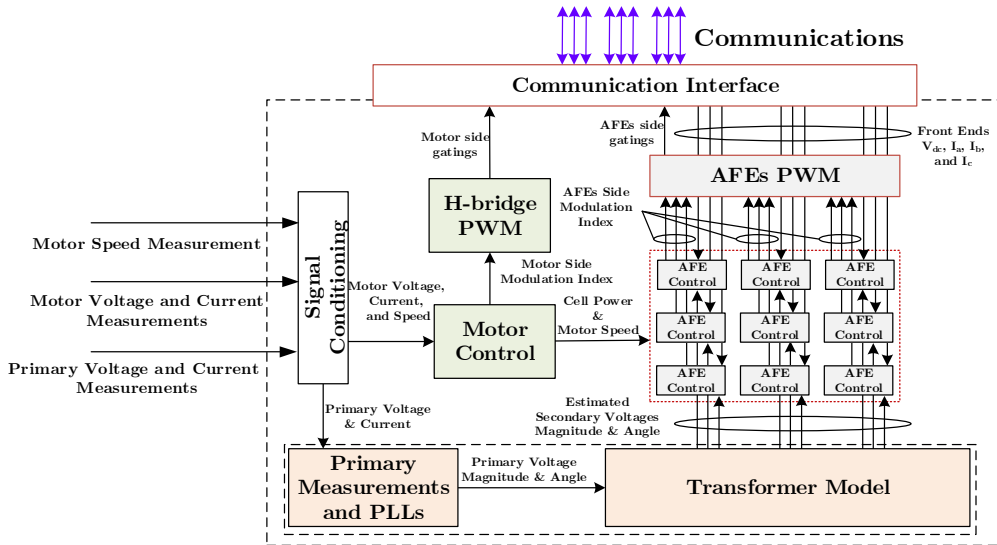 Communications
Communication Interface
Motor side
gatings
AFEs side
gatings
Front Ends
V_dc, I_a, I_b,
and I_c
AFEs PWM
H-bridge
PWM
AFEs Side
Modulation
Index
Motor Speed Measurement
Motor Voltage and Current
Measurements
Primary Voltage and Current
Measurements
Signal
Conditioning
Motor Side
Modulation Index
Motor Voltage,
Current,
and Speed
Motor
Control
Cell Power
&
Motor Speed
AFE
Control
AFE
Control
AFE
Control
AFE
Control
AFE
Control
AFE
Control
AFE
Control
AFE
Control
AFE
Control
Primary Voltage
& Current
Estimated
Secondary Voltages
Magnitude & Angle
Primary
Measurements
and PLLs
Primary Voltage
Magnitude & Angle
Transformer Model